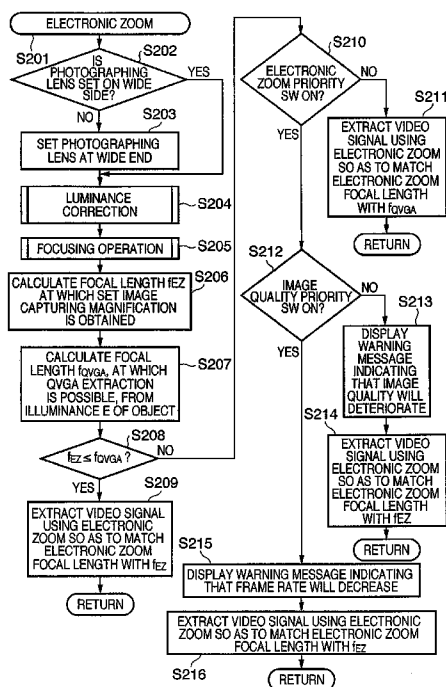 ELECTRONIC ZOOM
S201
S202
IS
PHOTOGRAPHING
LENS SET ON WIDE
SIDE?
YES
NO
S203
SET PHOTOGRAPHING
LENS AT WIDE END
LUMINANCE
CORRECTION
S204
FOCUSING OPERATION
S205
S206
CALCULATE FOCAL LENGTH fEZ
AT WHICH SET IMAGE
CAPTURING MAGNIFICATION
IS OBTAINED
S207
CALCULATE FOCAL
LENGTH fQVGA, AT WHICH
QVGA EXTRACTION
IS POSSIBLE, FROM
ILLUMINANCE E OF OBJECT
S208
fEZ ≤ fQVGA ?
NO
YES
S209
EXTRACT VIDEO SIGNAL
USING ELECTRONIC
ZOOM SO AS TO MATCH
ELECTRONIC ZOOM
FOCAL LENGTH WITH fEZ
RETURN
S210
ELECTRONIC
ZOOM PRIORITY
SW ON?
NO
YES
S211
EXTRACT VIDEO
SIGNAL USING
ELECTRONIC ZOOM
SO AS TO MATCH
ELECTRONIC ZOOM
FOCAL LENGTH
WITH fQVGA
RETURN
S212
IMAGE
QUALITY PRIORITY
SW ON?
NO
YES
S213
DISPLAY
WARNING
MESSAGE
INDICATING
THAT IMAGE
QUALITY WILL
DETERIORATE
S214
EXTRACT VIDEO
SIGNAL USING
ELECTRONIC ZOOM
SO AS TO MATCH
ELECTRONIC ZOOM
FOCAL LENGTH
WITH fEZ
RETURN
S215
DISPLAY WARNING MESSAGE INDICATING
THAT FRAME RATE WILL DECREASE
EXTRACT VIDEO SIGNAL USING ELECTRONIC
ZOOM SO AS TO MATCH ELECTRONIC ZOOM
FOCAL LENGTH WITH fEZ
S216
RETURN